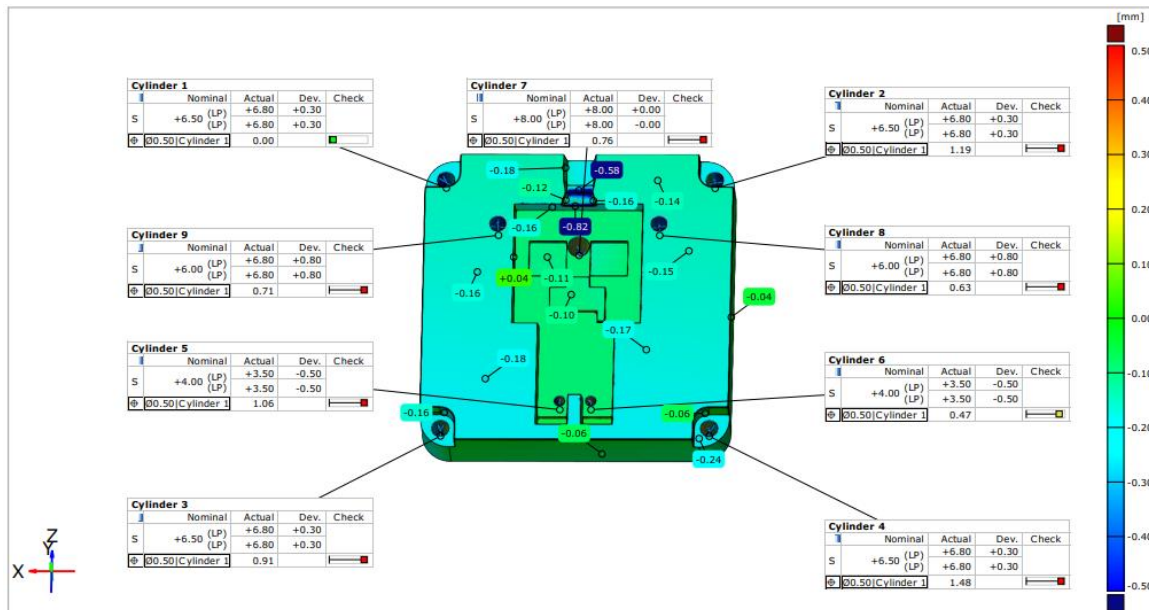 [mm]
Cylinder 1
Nominal Actual Dev. Check
S +6.50 (LP) +6.80 +0.30
(LP) +6.80 +0.30
⌖ Ø0.50|Cylinder 1 0.00
Cylinder 7
Nominal Actual Dev. Check
S +8.00 (LP) +8.00 +0.00
(LP) +8.00 -0.00
⌖ Ø0.50|Cylinder 1 0.76
Cylinder 2
Nominal Actual Dev. Check
S +6.50 (LP) +6.80 +0.30
(LP) +6.80 +0.30
⌖ Ø0.50|Cylinder 1 1.19
Cylinder 9
Nominal Actual Dev. Check
S +6.00 (LP) +6.80 +0.80
(LP) +6.80 +0.80
⌖ Ø0.50|Cylinder 1 0.71
Cylinder 8
Nominal Actual Dev. Check
S +6.00 (LP) +6.80 +0.80
(LP) +6.80 +0.80
⌖ Ø0.50|Cylinder 1 0.63
Cylinder 5
Nominal Actual Dev. Check
S +4.00 (LP) +3.50 -0.50
(LP) +3.50 -0.50
⌖ Ø0.50|Cylinder 1 1.06
Cylinder 6
Nominal Actual Dev. Check
S +4.00 (LP) +3.50 -0.50
(LP) +3.50 -0.50
⌖ Ø0.50|Cylinder 1 0.47
Cylinder 3
Nominal Actual Dev. Check
S +6.50 (LP) +6.80 +0.30
(LP) +6.80 +0.30
⌖ Ø0.50|Cylinder 1 0.91
Cylinder 4
Nominal Actual Dev. Check
S +6.50 (LP) +6.80 +0.30
(LP) +6.80 +0.30
⌖ Ø0.50|Cylinder 1 1.48
-0.18
-0.58
-0.12
-0.16
-0.14
-0.16
-0.82
-0.15
+0.04
-0.11
-0.16
-0.10
-0.04
-0.17
-0.18
-0.16
-0.06
-0.06
-0.24
Z
Y
X
0.50
0.40
0.30
0.20
0.10
0.00
-0.10
-0.20
-0.30
-0.40
-0.50